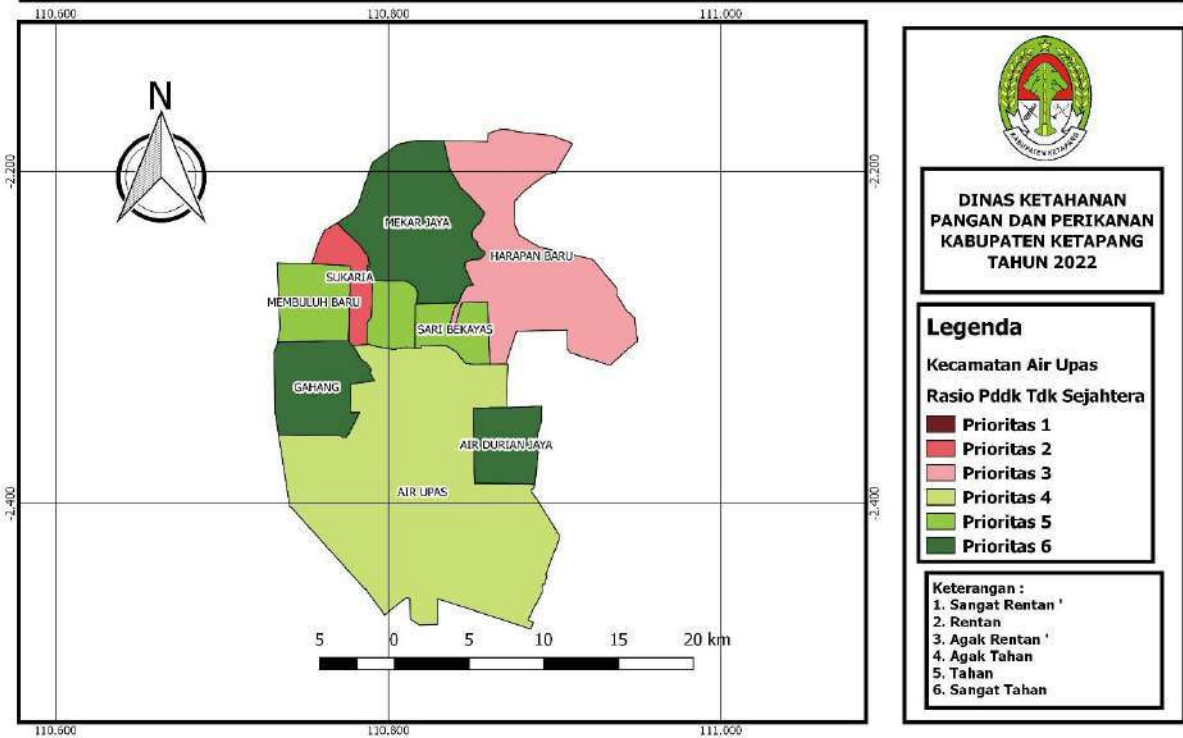 110.600 110.800 111.000
N
-2.200 -2.200
MEKAR JAYA
HARAPAN BARU
SUKARIA
MEMBULUH BARU
SARI BEKAYAS
GAHANG
AIR DURIAN JAYA
AIR UPAS
-2.400 -2.400
5 0 5 10 15 20 km
110.600 110.800 111.000
KABUPATEN KETAPANG
DINAS KETAHANAN
PANGAN DAN PERIKANAN
KABUPATEN KETAPANG
TAHUN 2022
Legenda
Kecamatan Air Upas
Rasio Pddk Tdk Sejahtera
Prioritas 1
Prioritas 2
Prioritas 3
Prioritas 4
Prioritas 5
Prioritas 6
Keterangan :
1. Sangat Rentan '
2. Rentan
3. Agak Rentan '
4. Agak Tahan
5. Tahan
6. Sangat Tahan